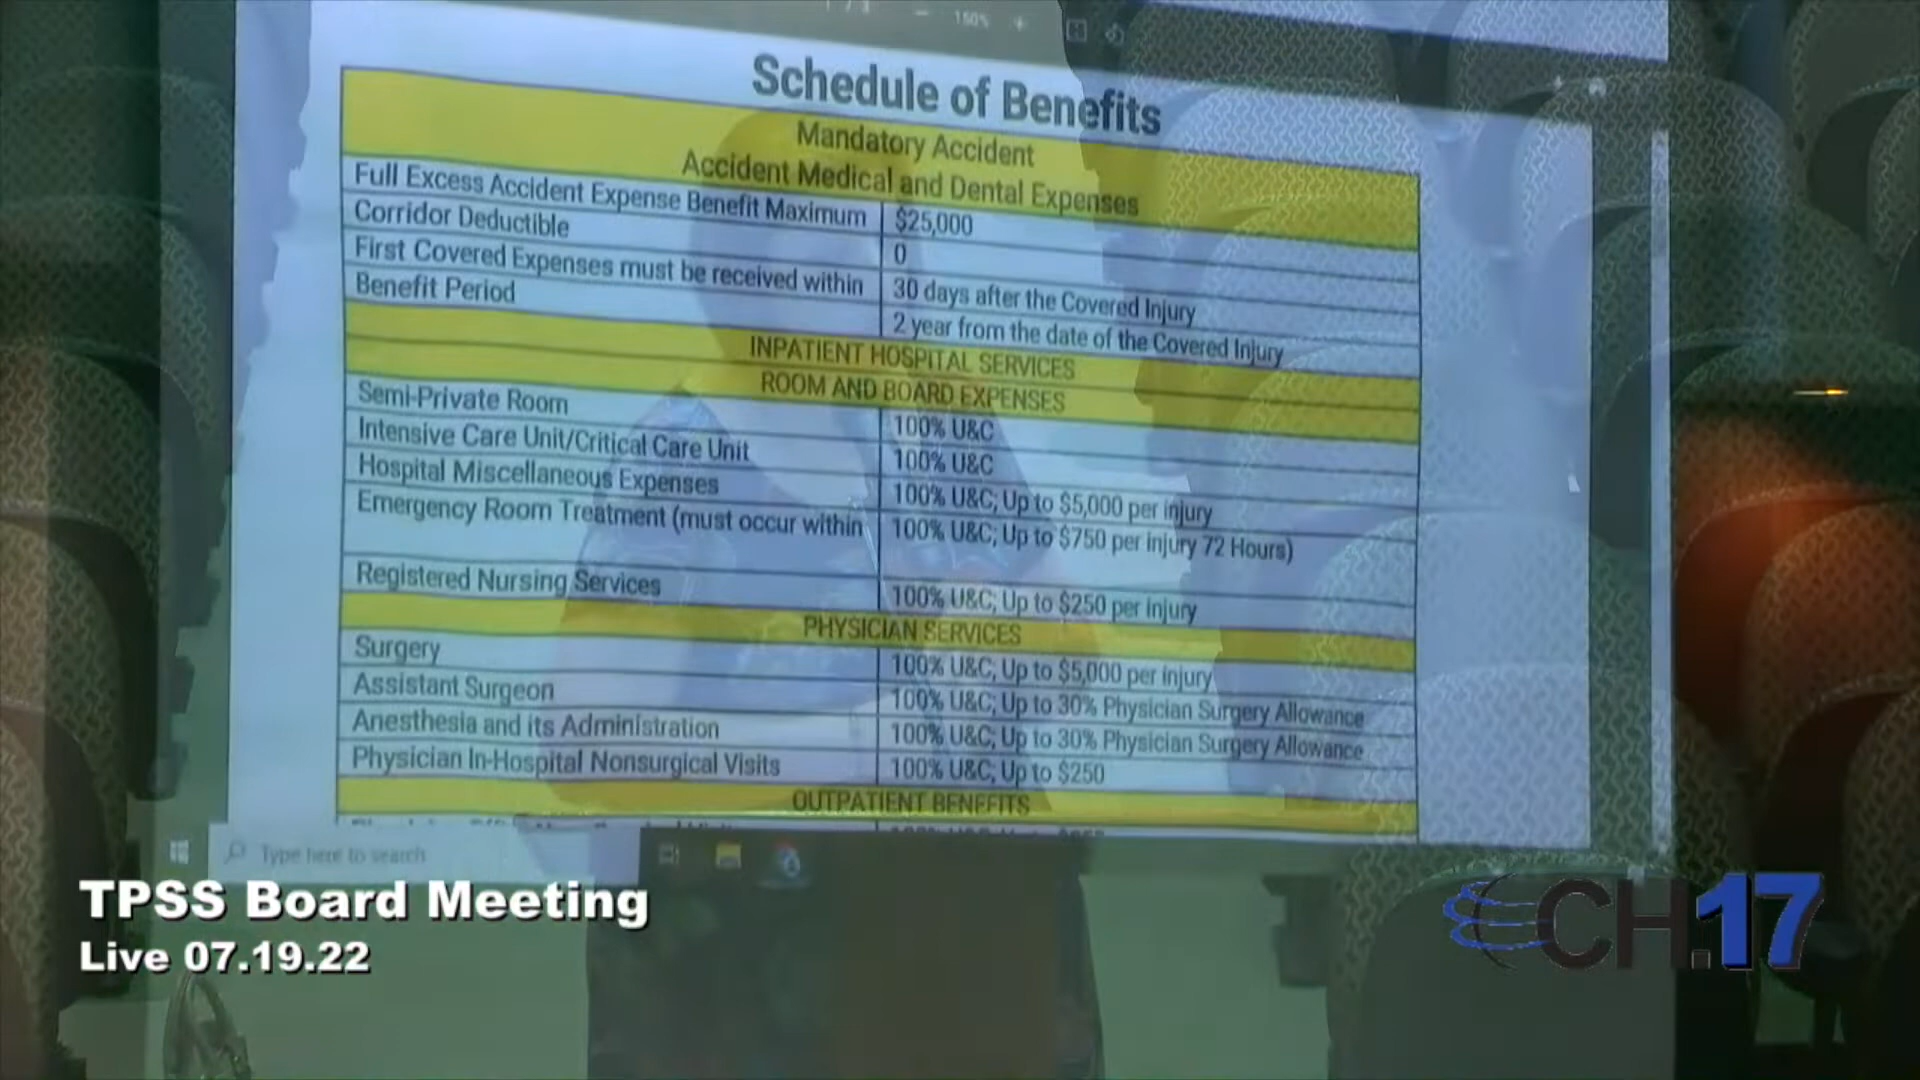 150%
Schedule of Benefits
Mandatory Accident
Accident Medical and Dental Expenses
Full Excess Accident Expense Benefit Maximum $25,000
Corridor Deductible 0
First Covered Expenses must be received within 30 days after the Covered Injury
Benefit Period 2 year from the date of the Covered Injury
INPATIENT HOSPITAL SERVICES
ROOM AND BOARD EXPENSES
Semi-Private Room 100% U&C
Intensive Care Unit/Critical Care Unit 100% U&C
Hospital Miscellaneous Expenses 100% U&C; Up to $5,000 per injury
Emergency Room Treatment (must occur within 100% U&C; Up to $750 per injury 72 Hours)
Registered Nursing Services 100% U&C; Up to $250 per injury
PHYSICIAN SERVICES
Surgery 100% U&C; Up to $5,000 per injury
Assistant Surgeon 100% U&C; Up to 30% Physician Surgery Allowance
Anesthesia and its Administration 100% U&C; Up to 30% Physician Surgery Allowance
Physician In-Hospital Nonsurgical Visits 100% U&C; Up to $250
OUTPATIENT BENEFITS
Type here to search
TPSS Board Meeting
Live 07.19.22
CH.17